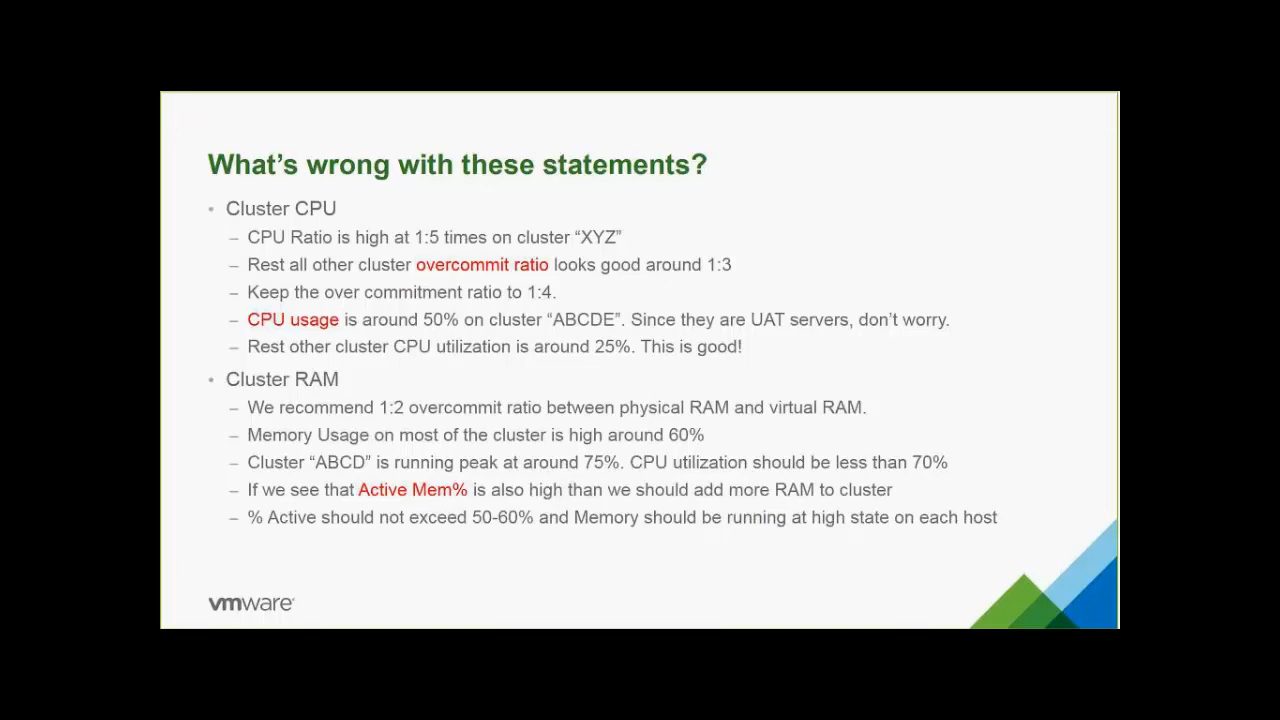 What's wrong with these statements?
• Cluster CPU
– CPU Ratio is high at 1:5 times on cluster “XYZ”
– Rest all other cluster overcommit ratio looks good around 1:3
– Keep the over commitment ratio to 1:4.
– CPU usage is around 50% on cluster “ABCDE”. Since they are UAT servers, don’t worry.
– Rest other cluster CPU utilization is around 25%. This is good!
• Cluster RAM
– We recommend 1:2 overcommit ratio between physical RAM and virtual RAM.
– Memory Usage on most of the cluster is high around 60%
– Cluster “ABCD” is running peak at around 75%. CPU utilization should be less than 70%
– If we see that Active Mem% is also high than we should add more RAM to cluster
– % Active should not exceed 50-60% and Memory should be running at high state on each host
vmware